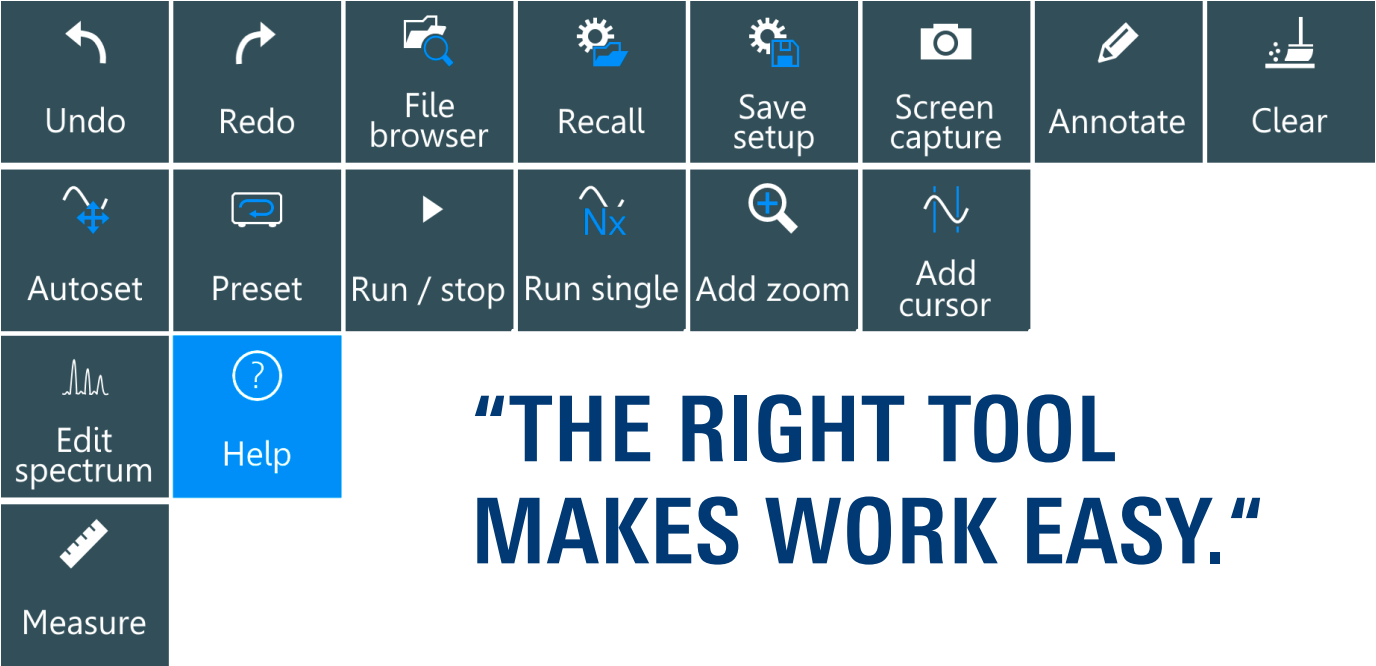 Undo
Redo
File
browser
Recall
Save
setup
Screen
capture
Annotate
Clear
Autoset
Preset
Run / stop
Nx
Run single
Add zoom
Add
cursor
Edit
spectrum
?
Help
“THE RIGHT TOOL
MAKES WORK EASY.“
Measure